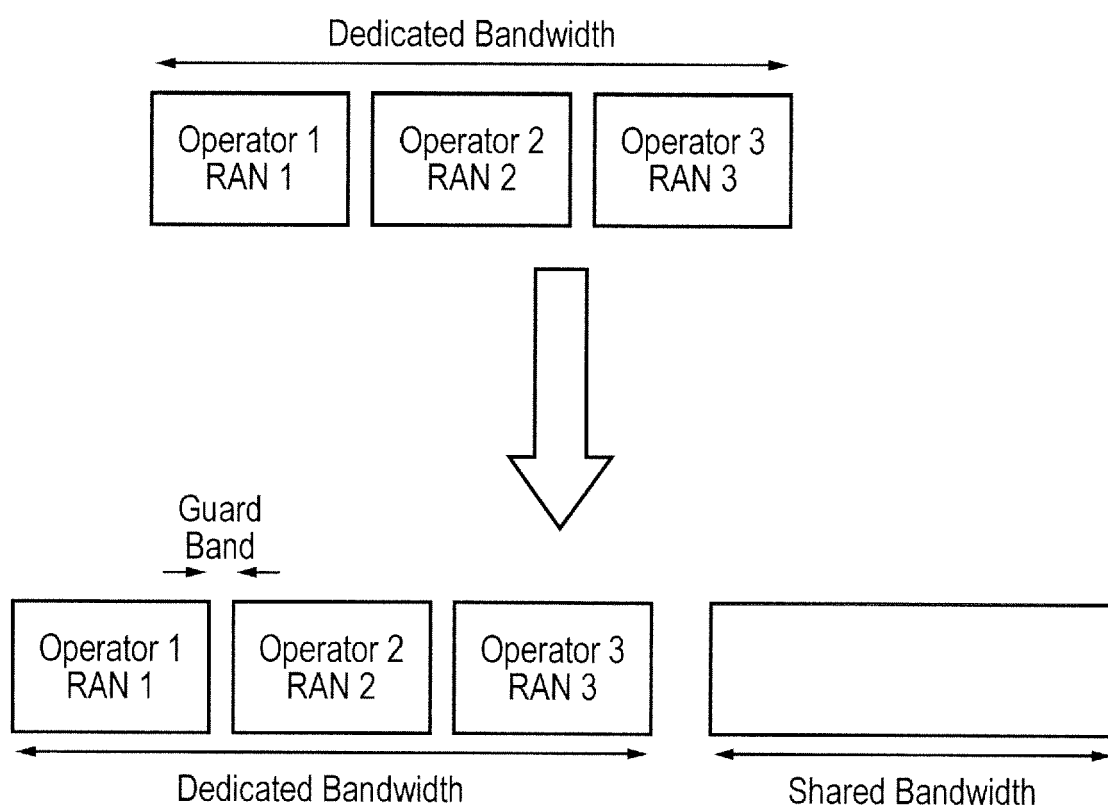 Dedicated Bandwidth
Operator 1
RAN 1
Operator 2
RAN 2
Operator 3
RAN 3
Guard
Band
Operator 1
RAN 1
Operator 2
RAN 2
Operator 3
RAN 3
Dedicated Bandwidth
Shared Bandwidth